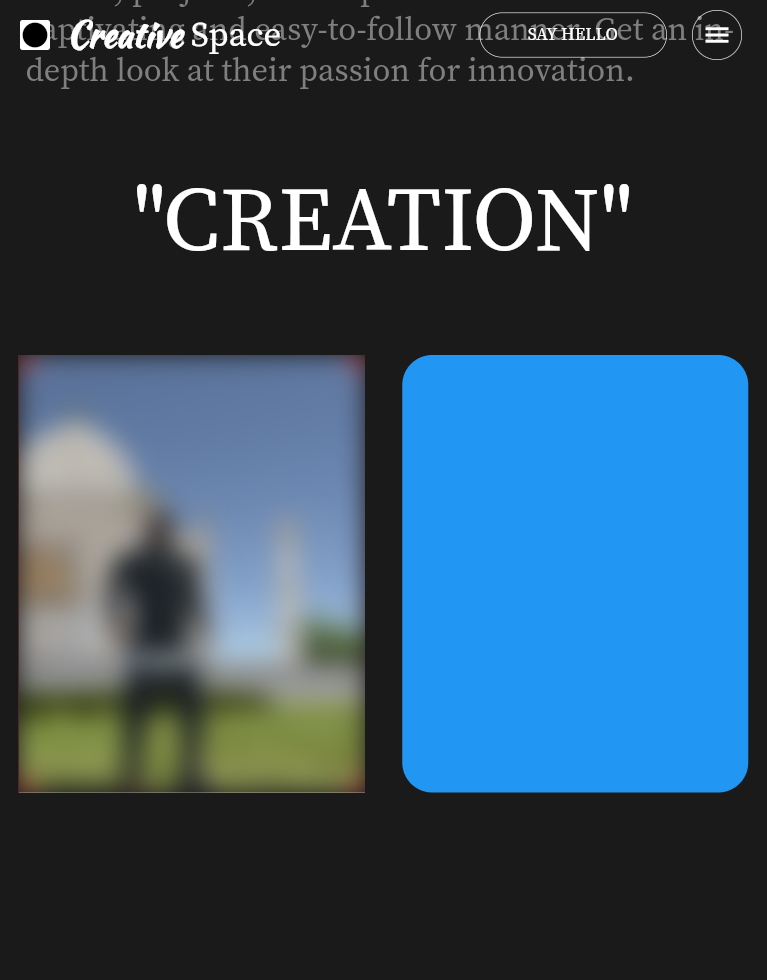 captivating and easy-to-follow manner. Get an in-
depth look at their passion for innovation.
Creative Space
SAY HELLO
"CREATION"